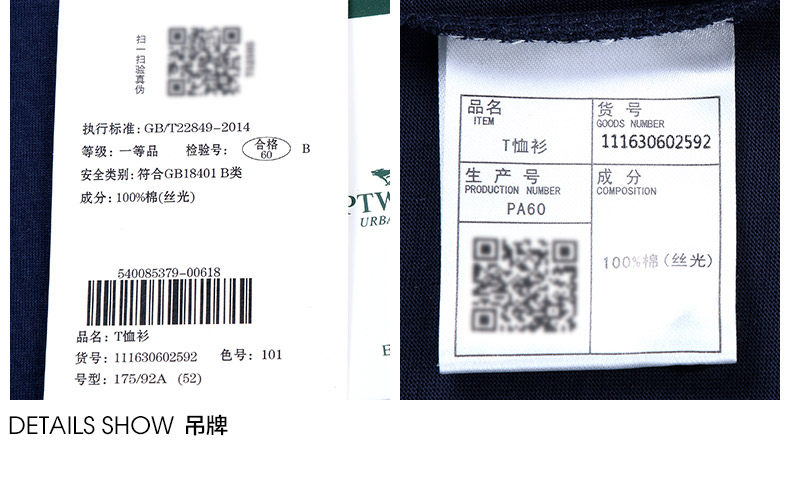 扫一扫验真伪
执行标准: GB/T22849-2014
等级: 一等品 检验号: 合格 60 B
安全类别: 符合GB18401 B类
成分: 100%棉(丝光)
540085379-00618
品名: T恤衫
货号: 111630602592 色号: 101
号型: 175/92A (52)
PTW
URBA
E
品名
ITEM
T恤衫
货号
GOODS NUMBER
111630602592
生产号
PRODUCTION NUMBER
PA60
成分
COMPOSITION
100%棉(丝光)
DETAILS SHOW 吊牌